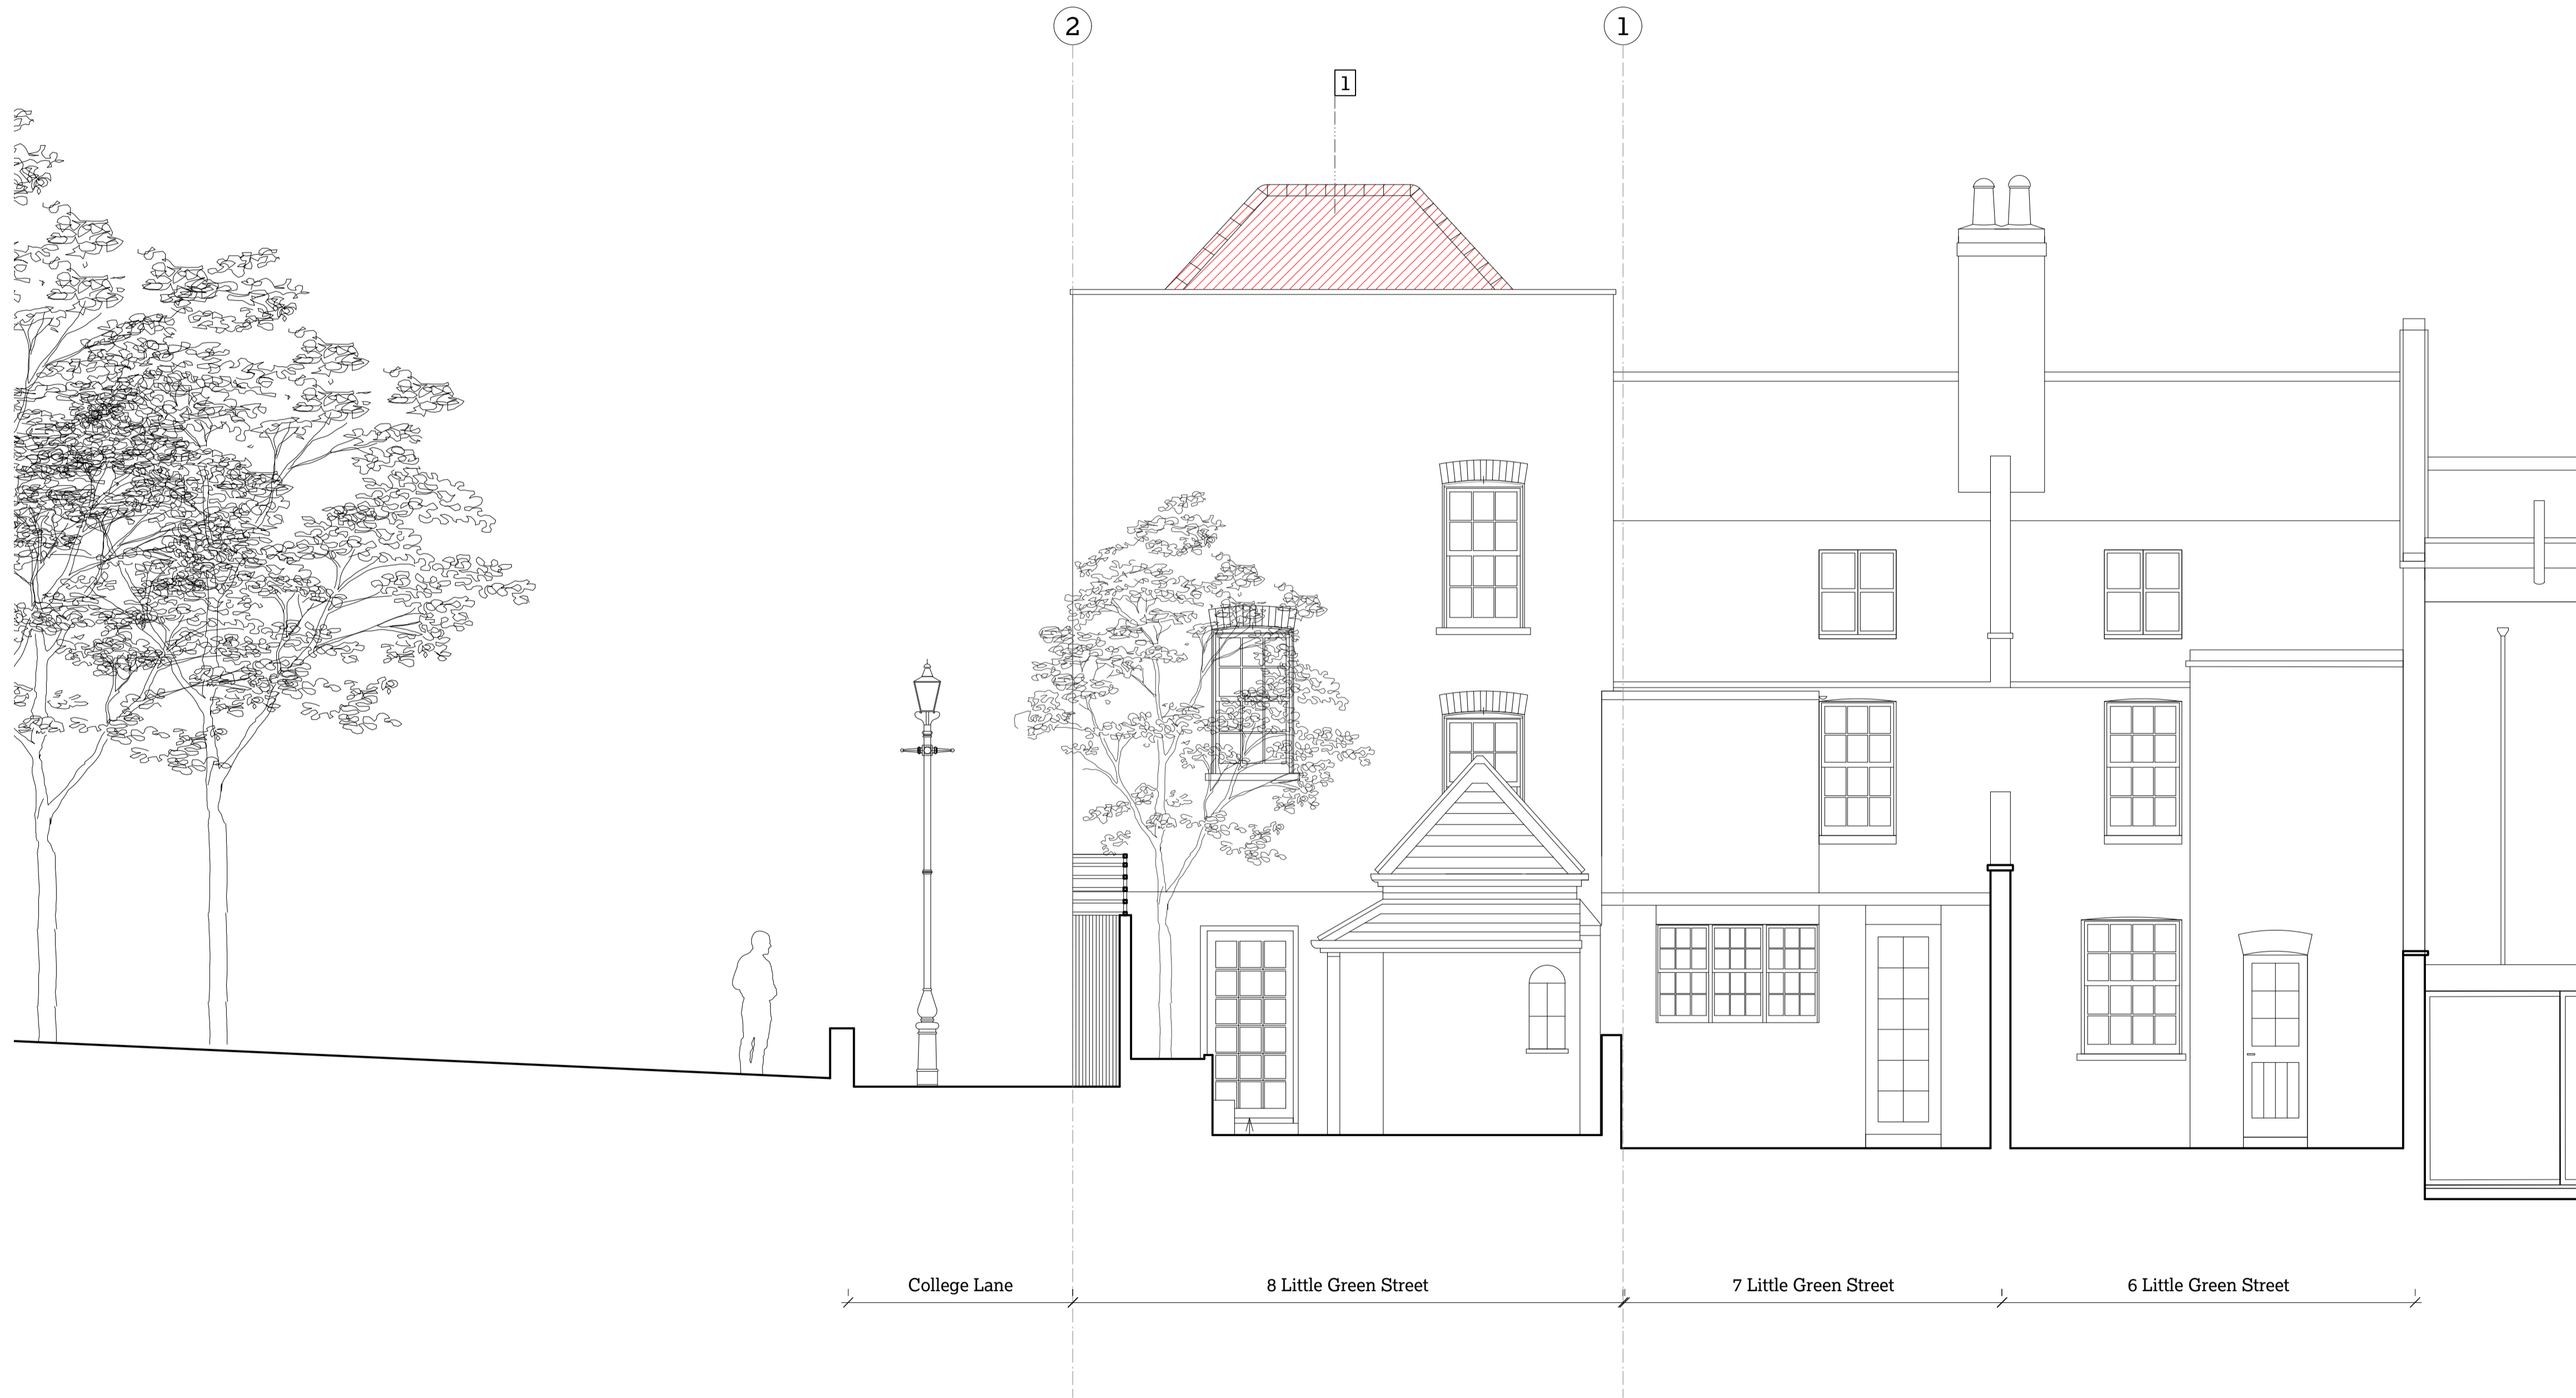 2
1
1
College Lane
8 Little Green Street
7 Little Green Street
6 Little Green Street